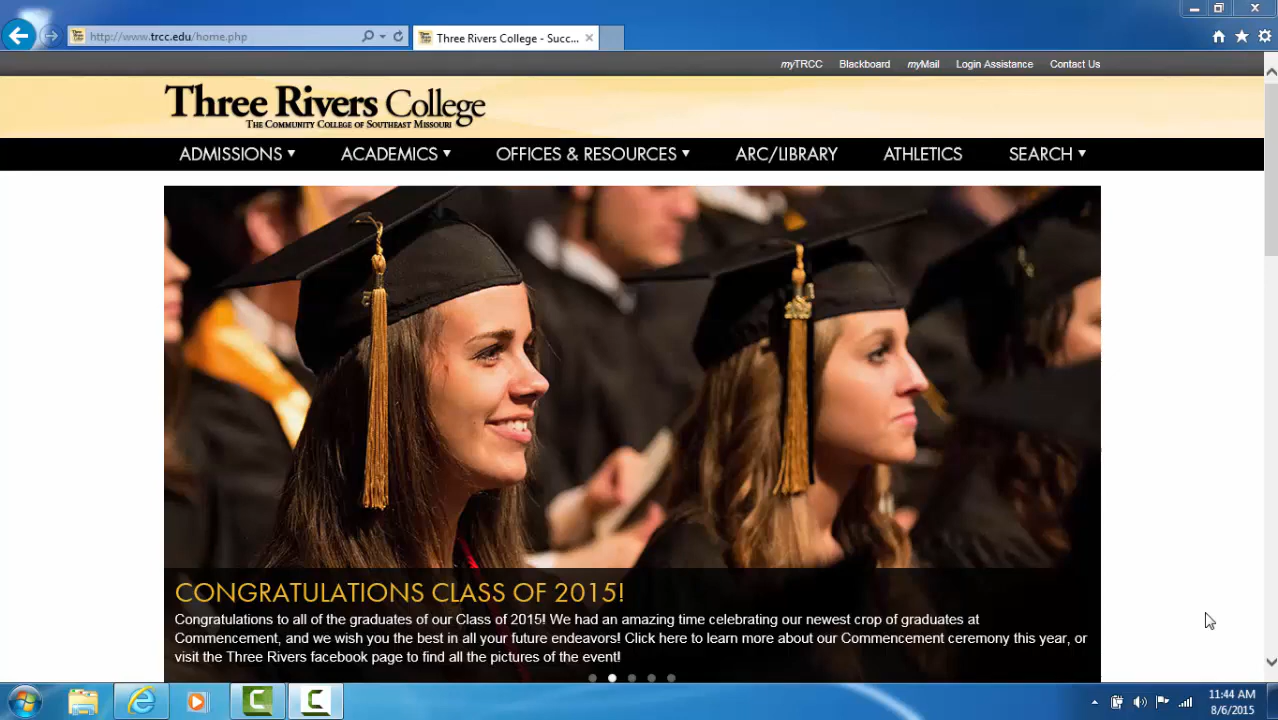 http://www.trcc.edu/home.php
Three Rivers College - Succ...
myTRCC Blackboard myMail Login Assistance Contact Us
Three Rivers College
The Community College of Southeast Missouri
ADMISSIONS ACADEMICS OFFICES & RESOURCES ARC/LIBRARY ATHLETICS SEARCH
CONGRATULATIONS CLASS OF 2015!
Congratulations to all of the graduates of our Class of 2015! We had an amazing time celebrating our newest crop of graduates at
Commencement, and we wish you the best in all your future endeavors! Click here to learn more about our Commencement ceremony this year, or
visit the Three Rivers facebook page to find all the pictures of the event!
11:44 AM
8/6/2015